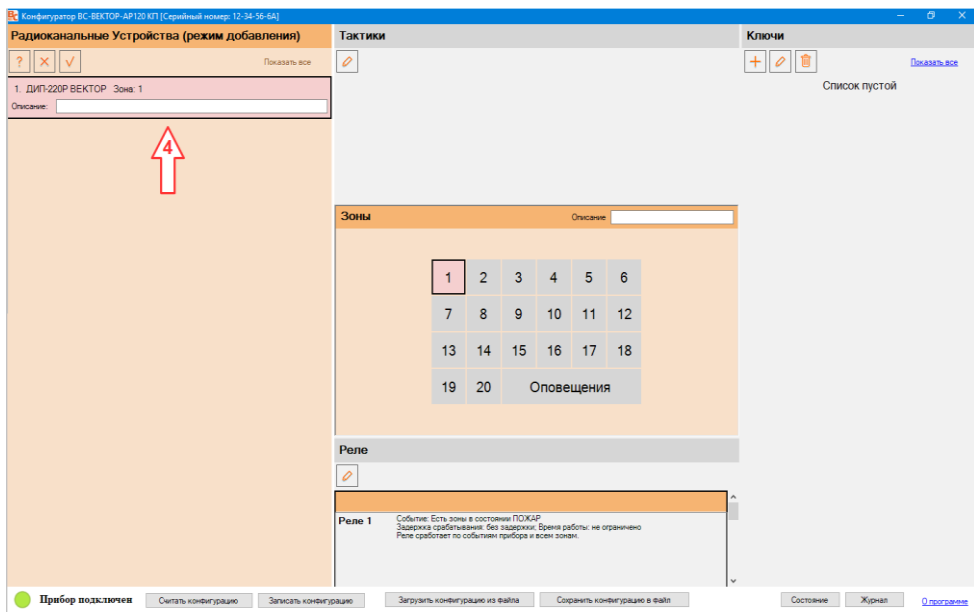 Конфигуратор ВС-ВЕКТОР-АР120 КП [Серийный номер: 12-34-56-6A]
Радиоканальные Устройства (режим добавления)
Показать все
1. ДИП-220Р ВЕКТОР Зона: 1
Описание:
4
Тактики
Зоны
Описание
1 2 3 4 5 6
7 8 9 10 11 12
13 14 15 16 17 18
19 20 Оповещения
Реле
Реле 1
Событие: Есть зоны в состоянии ПОЖАР
Задержка срабатывания: без задержки; Время работы: не ограничено
Реле сработает по событиям прибора и всем зонам.
Ключи
Показать все
Список пустой
Прибор подключен
Считать конфигурацию
Записать конфигурацию
Загрузить конфигурацию из файла
Сохранить конфигурацию в файл
Состояние
Журнал
О программе